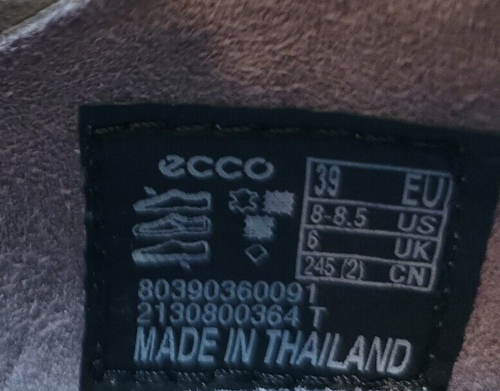 ecco
39 EU
8-8.5 US
6 UK
245 (2) CN
80390360091
2130800364 T
MADE IN THAILAND